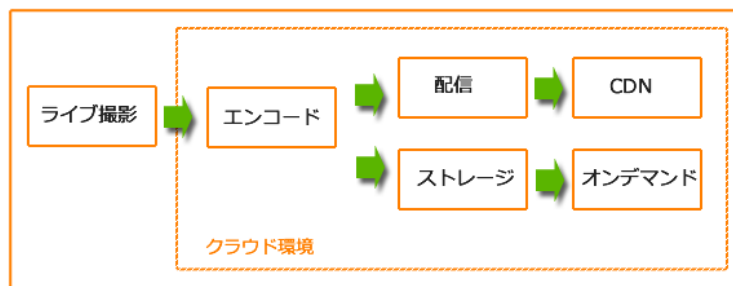 ライブ撮影
エンコード
配信
CDN
ストレージ
オンデマンド
クラウド環境